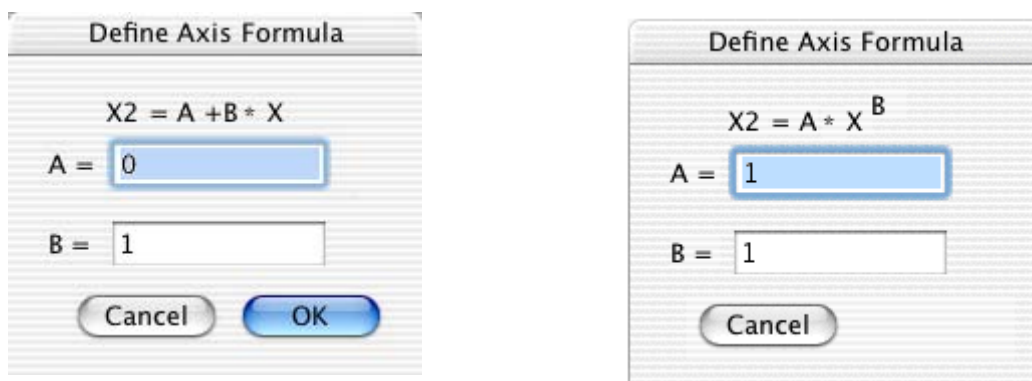 Define Axis Formula
X2 = A +B * X
A = 0
B = 1
Cancel OK
Define Axis Formula
X2 = A * X^B
A = 1
B = 1
Cancel